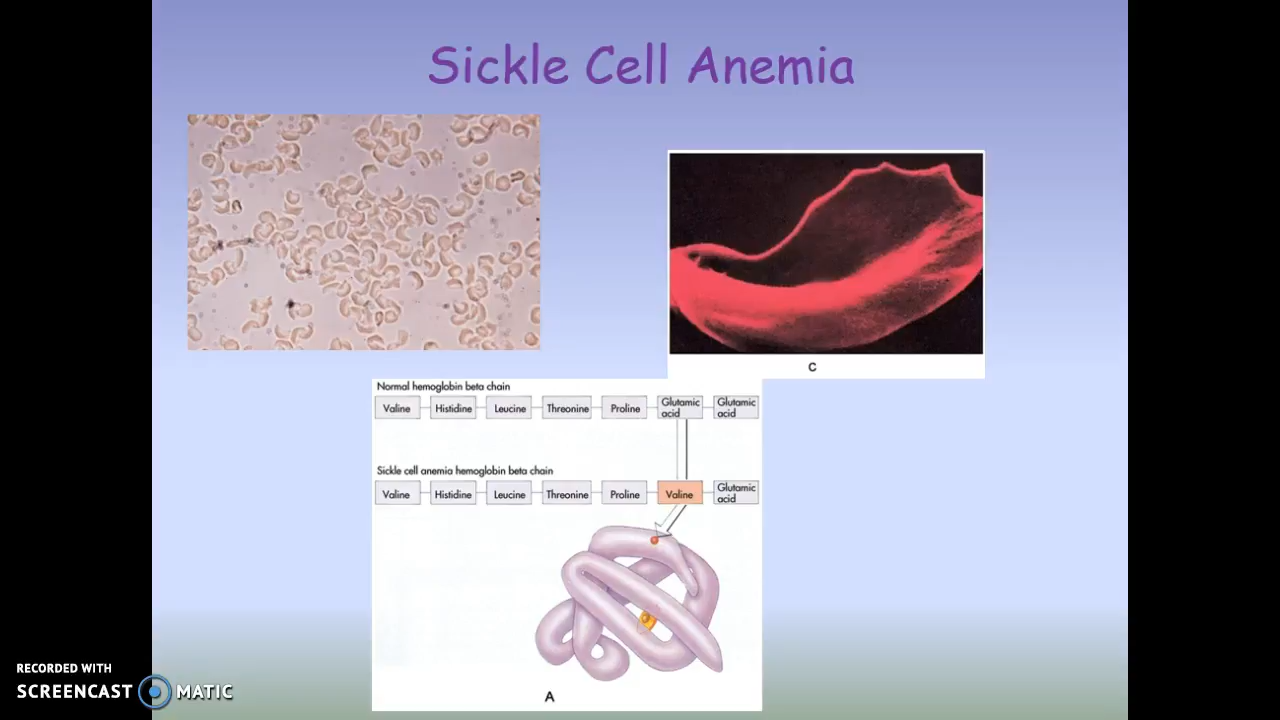 Sickle Cell Anemia
C
Normal hemoglobin beta chain
Valine Histidine Leucine Threonine Proline Glutamic acid Glutamic acid
Sickle cell anemia hemoglobin beta chain
Valine Histidine Leucine Threonine Proline Valine Glutamic acid
A
RECORDED WITH
SCREENCAST MATIC